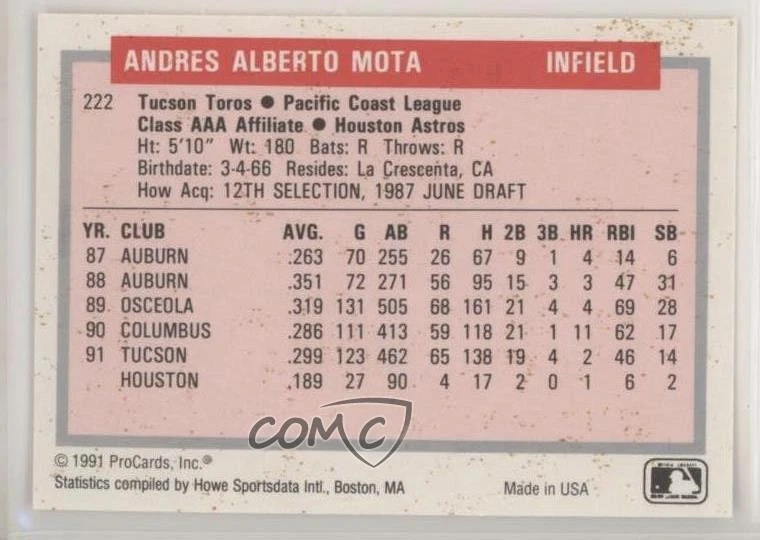 ANDRES ALBERTO MOTA INFIELD
222 Tucson Toros ● Pacific Coast League
Class AAA Affiliate ● Houston Astros
Ht: 5'10" Wt: 180 Bats: R Throws: R
Birthdate: 3-4-66 Resides: La Crescenta, CA
How Acq: 12TH SELECTION, 1987 JUNE DRAFT
YR. CLUB AVG. G AB R H 2B 3B HR RBI SB
87 AUBURN .263 70 255 26 67 9 1 4 14 6
88 AUBURN .351 72 271 56 95 15 3 3 47 31
89 OSCEOLA .319 131 505 68 161 21 4 4 69 28
90 COLUMBUS .286 111 413 59 118 21 1 11 62 17
91 TUCSON .299 123 462 65 138 19 4 2 46 14
HOUSTON .189 27 90 4 17 2 0 1 6 2
COMC
© 1991 ProCards, Inc.®
Statistics compiled by Howe Sportsdata Intl., Boston, MA Made in USA